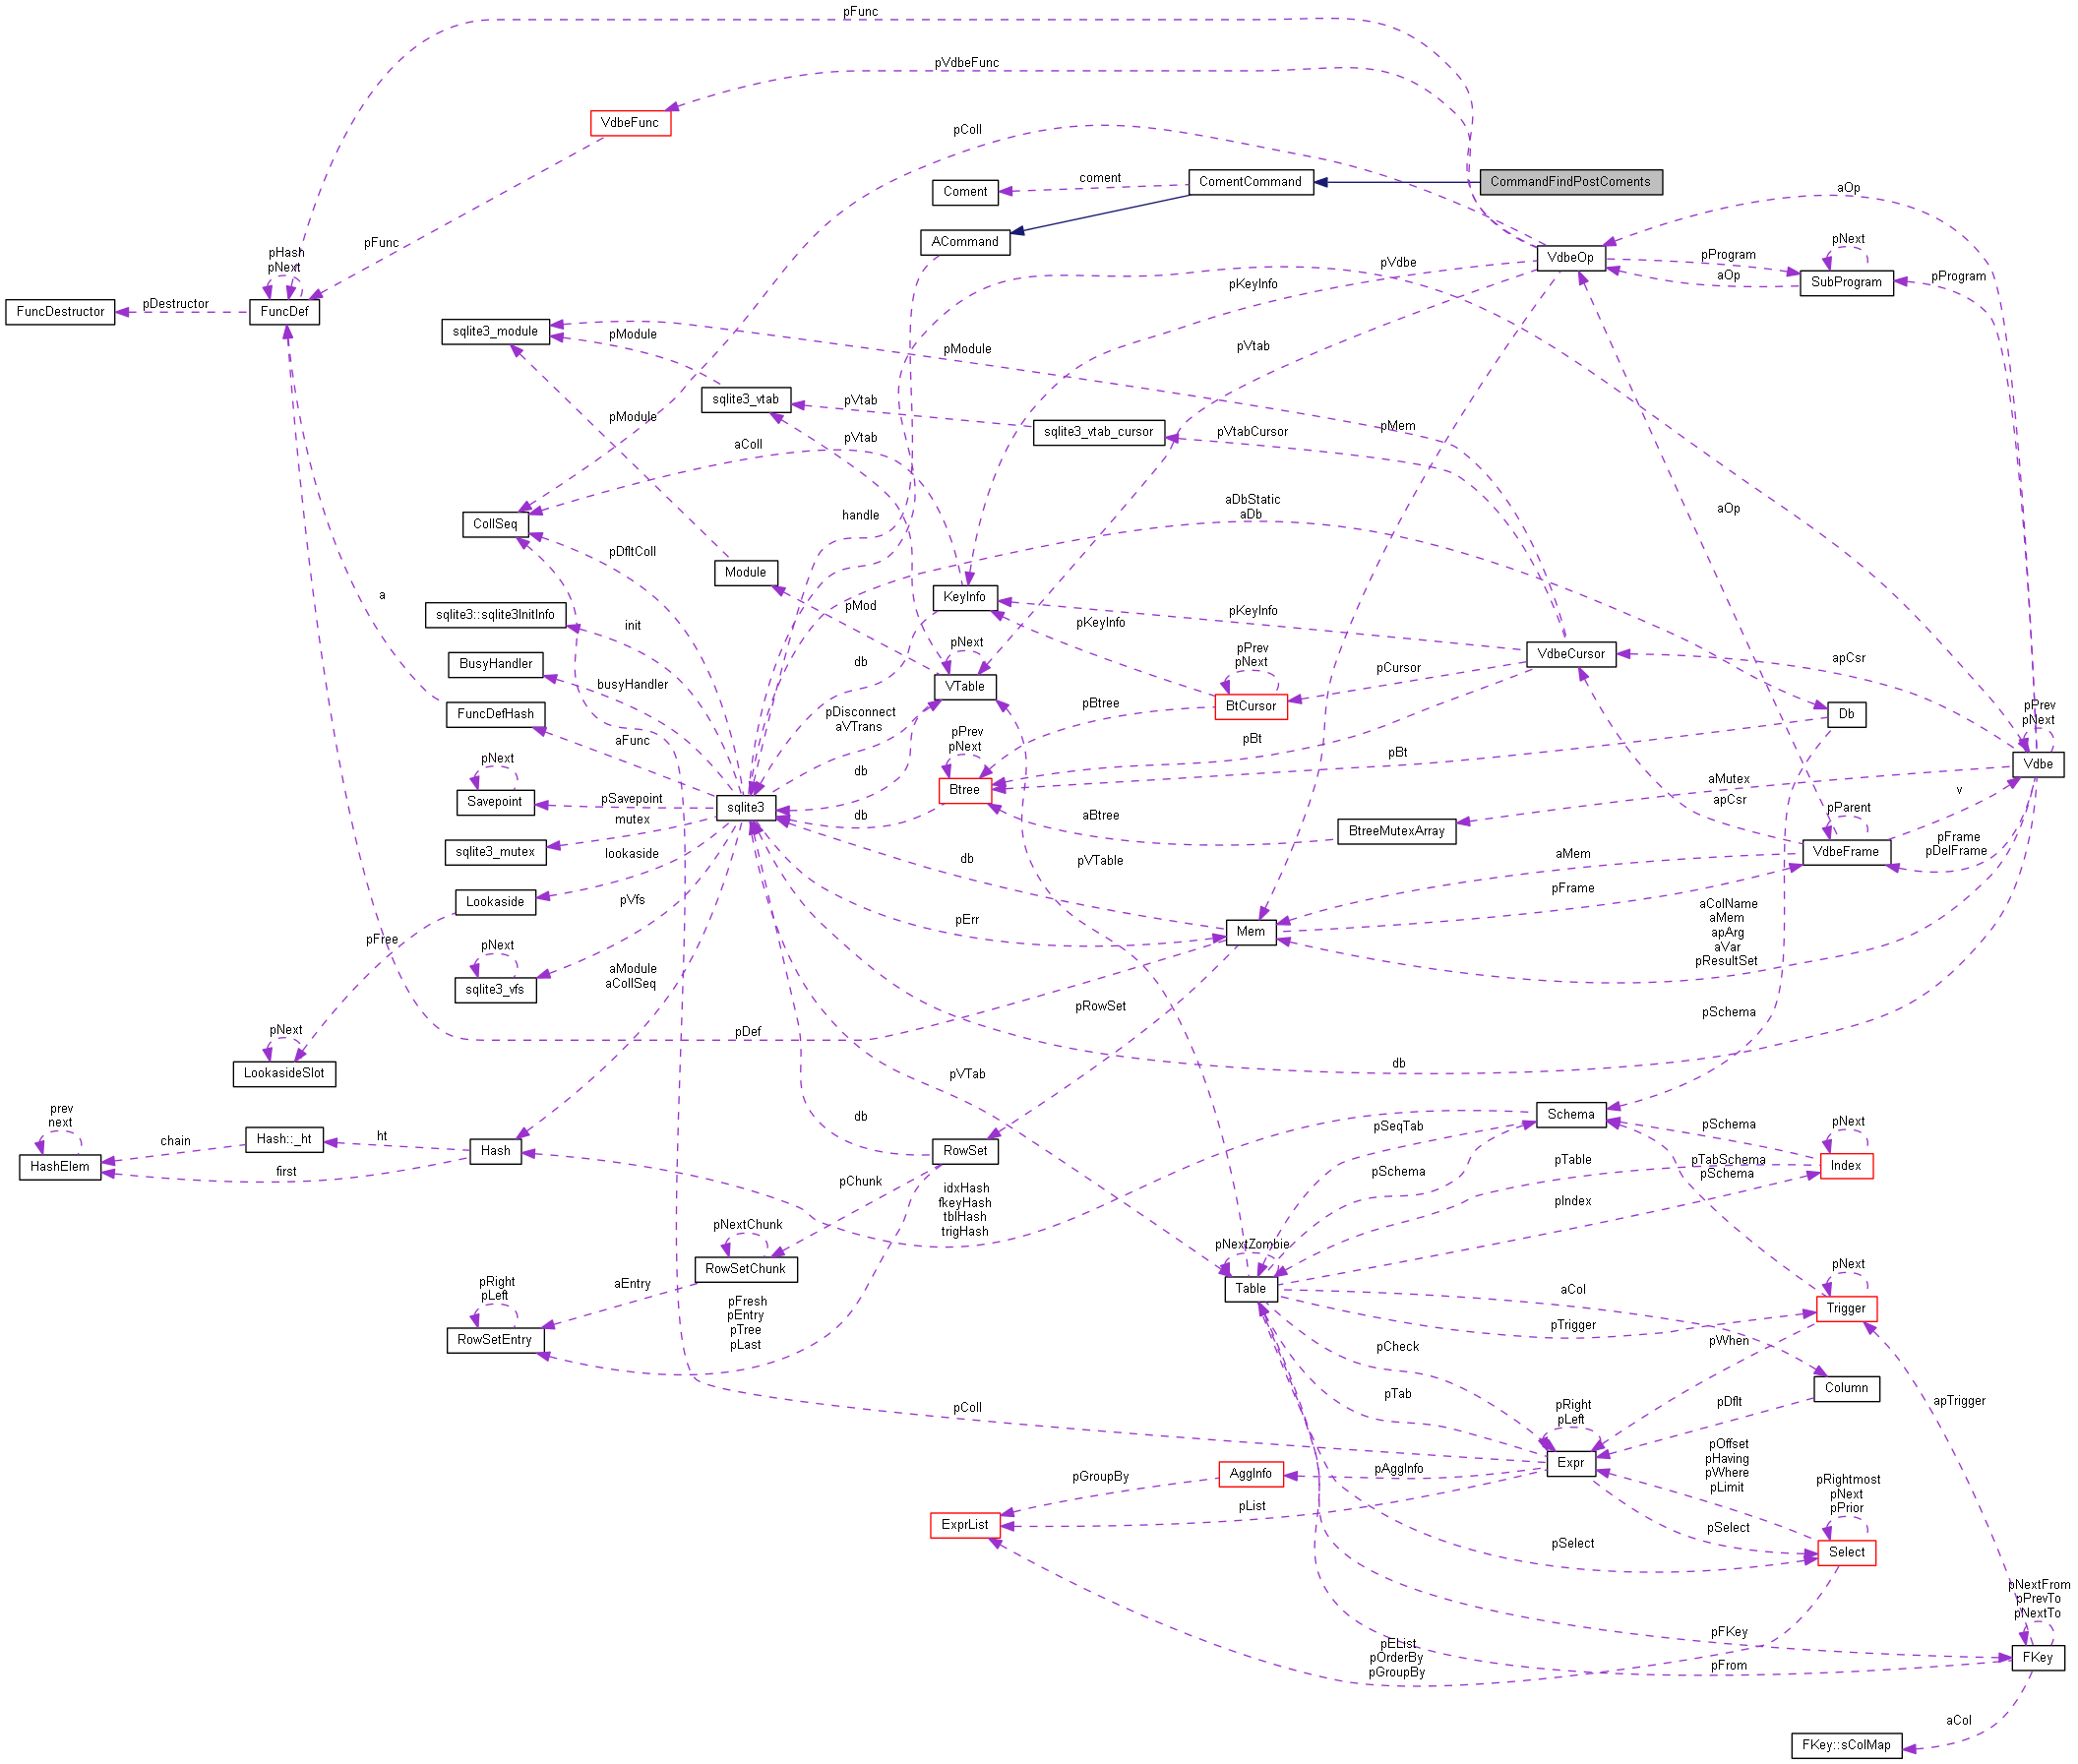 pFunc
pVdbeFunc
VdbeFunc
pColl
coment
Coment
ComentCommand
CommandFindPostComents
aOp
ACommand
pFunc
pHash
pNext
pVdbe
VdbeOp
pProgram
pNext
aOp
SubProgram
pProgram
pKeyInfo
pDestructor
FuncDestructor
FuncDef
sqlite3_module
pModule
pModule
pVtab
sqlite3_vtab
pVtab
pModule
aColl
pVtab
sqlite3_vtab_cursor
pVtabCursor
pMem
aDbStatic
aDb
aOp
handle
CollSeq
pDfltColl
Module
a
pMod
KeyInfo
pKeyInfo
pKeyInfo
sqlite3::sqlite3InitInfo
init
BusyHandler
busyHandler
db
pNext
VTable
pPrev
pNext
BtCursor
pCursor
VdbeCursor
apCsr
FuncDefHash
aFunc
pDisconnect
aVTrans
pBtree
pBt
pBt
Db
pPrev
pNext
Vdbe
pPrev
pNext
Btree
db
db
pNext
Savepoint
pSavepoint
mutex
sqlite3
aMutex
apCsr
v
aBtree
BtreeMutexArray
pParent
VdbeFrame
pFrame
pDelFrame
sqlite3_mutex
lookaside
Lookaside
pVfs
db
pVTable
aMem
pFrame
pErr
Mem
aColName
aMem
apArg
aVar
pResultSet
pFree
pNext
sqlite3_vfs
aModule
aCollSeq
pRowSet
pDef
pSchema
pNext
LookasideSlot
pVTab
db
prev
next
HashElem
chain
Hash::_ht
ht
Hash
first
db
RowSet
pSeqTab
Schema
pSchema
pSchema
pTable
pTabSchema
pSchema
pNext
Index
pIndex
pChunk
idxHash
fkeyHash
tblHash
trigHash
pNextChunk
RowSetChunk
pNextZombie
Table
pNext
Trigger
aCol
pTrigger
aEntry
pRight
pLeft
RowSetEntry
pFresh
pEntry
pTree
pLast
pCheck
pWhen
Column
pDflt
pTab
pRight
pLeft
Expr
pColl
apTrigger
pOffset
pHaving
pWhere
pLimit
AggInfo
pAggInfo
pGroupBy
pList
ExprList
pSelect
pSelect
pRightmost
pNext
pPrior
Select
pNextFrom
pPrevTo
pNextTo
FKey
pFKey
pFrom
pEList
pOrderBy
pGroupBy
aCol
FKey::sColMap